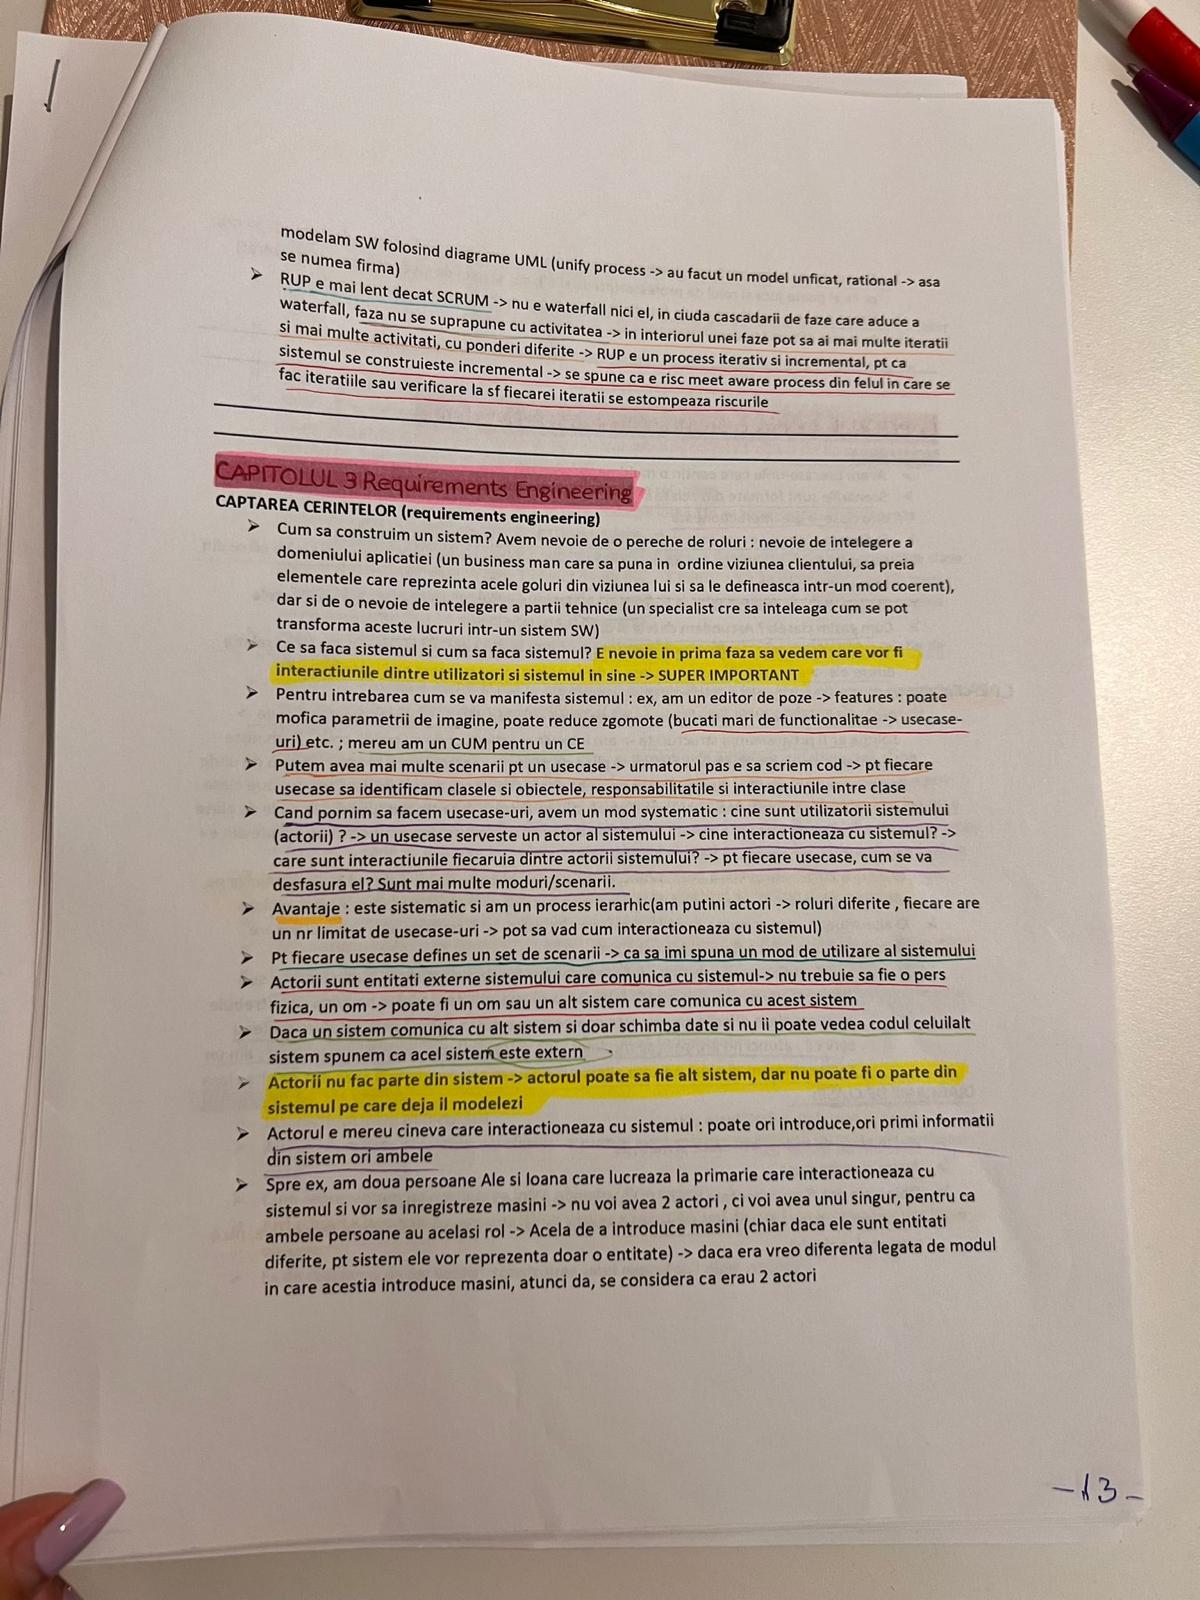 modelam SW folosind diagrame UML (unify process -> au facut un model unficat, rational -> asa
se numea firma)
➢ RUP e mai lent decat SCRUM -> nu e waterfall nici el, in ciuda cascadarii de faze care aduce a
waterfall, faza nu se suprapune cu activitatea -> in interiorul unei faze pot sa ai mai multe iteratii
si mai multe activitati, cu ponderi diferite -> RUP e un process iterativ si incremental, pt ca
sistemul se construieste incremental -> se spune ca e risc meet aware process din felul in care se
fac iteratiile sau verificare la sf fiecarei iteratii se estompeaza riscurile
CAPITOLUL 3 Requirements Engineering
CAPTAREA CERINTELOR (requirements engineering)
➢ Cum sa construim un sistem? Avem nevoie de o pereche de roluri : nevoie de intelegere a
domeniului aplicatiei (un business man care sa puna in ordine viziunea clientului, sa preia
elementele care reprezinta acele goluri din viziunea lui si sa le defineasca intr-un mod coerent),
dar si de o nevoie de intelegere a partii tehnice (un specialist cre sa inteleaga cum se pot
transforma aceste lucruri intr-un sistem SW)
➢ Ce sa faca sistemul si cum sa faca sistemul? E nevoie in prima faza sa vedem care vor fi
interactiunile dintre utilizatori si sistemul in sine -> SUPER IMPORTANT
➢ Pentru intrebarea cum se va manifesta sistemul : ex, am un editor de poze -> features : poate
mofica parametrii de imagine, poate reduce zgomote (bucati mari de functionalitae -> usecase-
uri) etc. ; mereu am un CUM pentru un CE
➢ Putem avea mai multe scenarii pt un usecase -> urmatorul pas e sa scriem cod -> pt fiecare
usecase sa identificam clasele si obiectele, responsabilitatile si interactiunile intre clase
➢ Cand pornim sa facem usecase-uri, avem un mod systematic : cine sunt utilizatorii sistemului
(actorii) ? -> un usecase serveste un actor al sistemului -> cine interactioneaza cu sistemul? ->
care sunt interactiunile fiecaruia dintre actorii sistemului? -> pt fiecare usecase, cum se va
desfasura el? Sunt mai multe moduri/scenarii.
➢ Avantaje : este sistematic si am un process ierarhic(am putini actori -> roluri diferite , fiecare are
un nr limitat de usecase-uri -> pot sa vad cum interactioneaza cu sistemul)
➢ Pt fiecare usecase defines un set de scenarii -> ca sa imi spuna un mod de utilizare al sistemului
➢ Actorii sunt entitati externe sistemului care comunica cu sistemul-> nu trebuie sa fie o pers
fizica, un om -> poate fi un om sau un alt sistem care comunica cu acest sistem
➢ Daca un sistem comunica cu alt sistem si doar schimba date si nu ii poate vedea codul celuilalt
sistem spunem ca acel sistem este extern
➢ Actorii nu fac parte din sistem -> actorul poate sa fie alt sistem, dar nu poate fi o parte din
sistemul pe care deja il modelezi
➢ Actorul e mereu cineva care interactioneaza cu sistemul : poate ori introduce,ori primi informatii
din sistem ori ambele
➢ Spre ex, am doua persoane Ale si Ioana care lucreaza la primarie care interactioneaza cu
sistemul si vor sa inregistreze masini -> nu voi avea 2 actori , ci voi avea unul singur, pentru ca
ambele persoane au acelasi rol -> Acela de a introduce masini (chiar daca ele sunt entitati
diferite, pt sistem ele vor reprezenta doar o entitate) -> daca era vreo diferenta legata de modul
in care acestia introduce masini, atunci da, se considera ca erau 2 actori
-13-